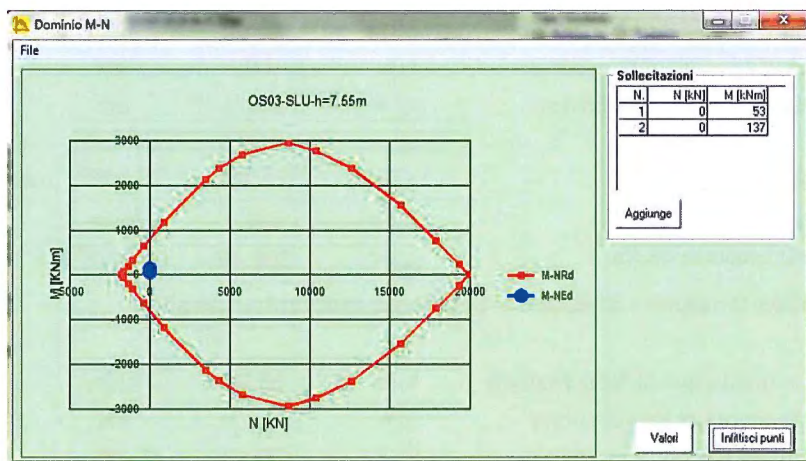 Dominio M-N
File
OS03-SLU-h=7.55m
3000
2000
1000
0
-1000
-2000
-3000
M [KNm]
-5000
0
5000
10000
15000
20000
N [KN]
M-NRd
M-NEd
Sollecitazioni
N. N [kN] M [kNm]
1 0 53
2 0 137
Aggiunge
Valori
Infittisci punti